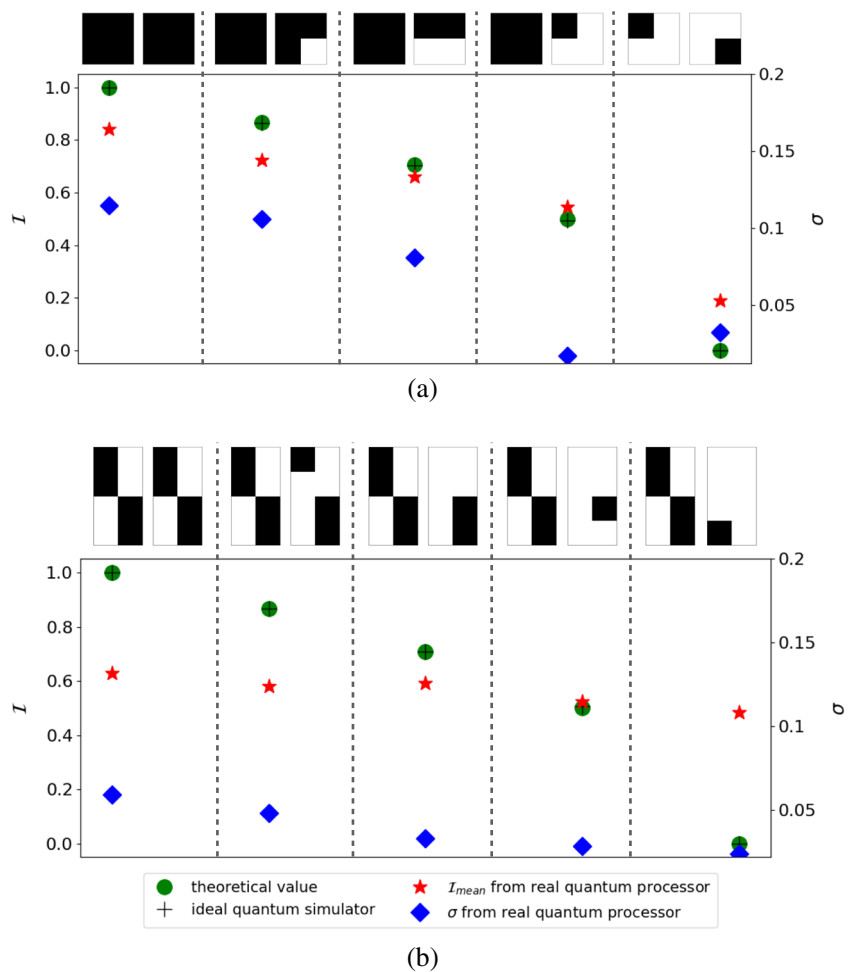 1.0
0.8
0.6
0.4
0.2
0.0
I
0.2
0.15
0.1
0.05
σ
(a)
1.0
0.8
0.6
0.4
0.2
0.0
I
0.2
0.15
0.1
0.05
σ
theoretical value
ideal quantum simulator
I_mean from real quantum processor
σ from real quantum processor
(b)